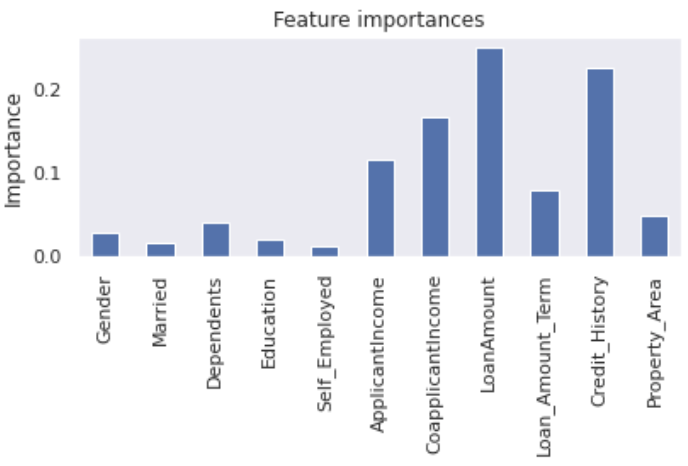 Feature importances
Importance
0.2
0.1
0.0
Gender
Married
Dependents
Education
Self_Employed
ApplicantIncome
CoapplicantIncome
LoanAmount
Loan_Amount_Term
Credit_History
Property_Area